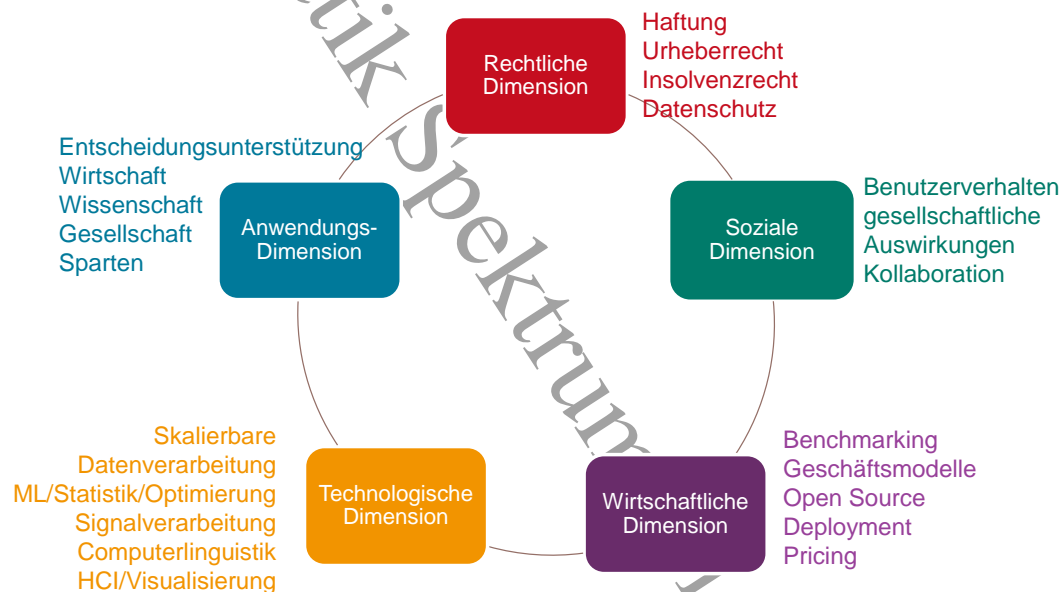 Haftung
Urheberrecht
Insolvenzrecht
Datenschutz
Rechtliche
Dimension
Entscheidungsunterstützung
Wirtschaft
Wissenschaft
Gesellschaft
Sparten
Anwendungs-
Dimension
Soziale
Dimension
Benutzerverhalten
gesellschaftliche
Auswirkungen
Kollaboration
Skalierbare
Datenverarbeitung
ML/Statistik/Optimierung
Signalverarbeitung
Computerlinguistik
HCI/Visualisierung
Technologische
Dimension
Wirtschaftliche
Dimension
Benchmarking
Geschäftsmodelle
Open Source
Deployment
Pricing
Spektrum